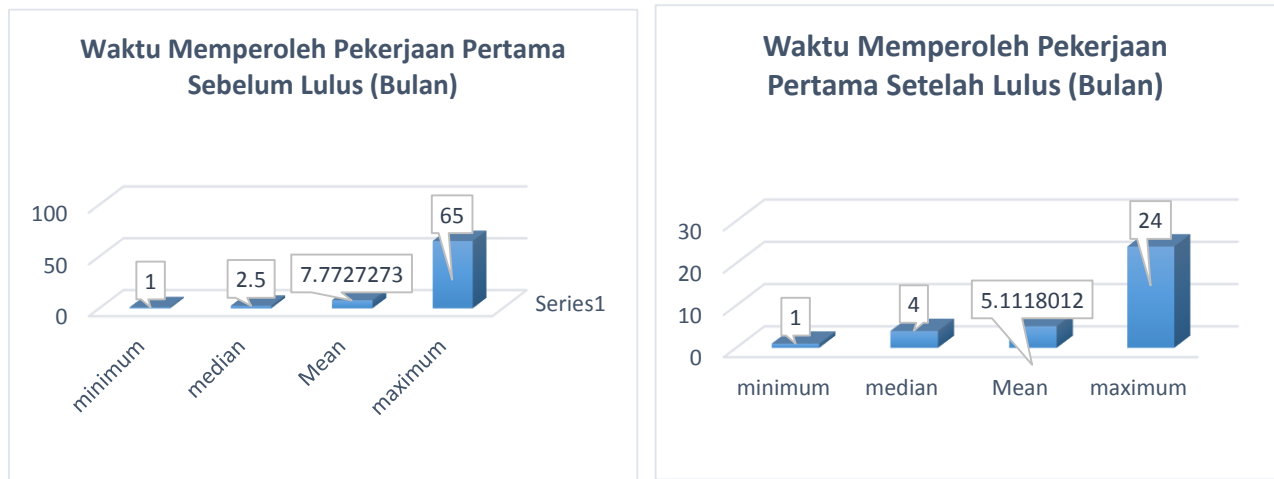 Waktu Memperoleh Pekerjaan Pertama
Sebelum Lulus (Bulan)
100
50
0
1
2.5
7.7727273
65
minimum
median
Mean
maximum
Series1
Waktu Memperoleh Pekerjaan
Pertama Setelah Lulus (Bulan)
30
20
10
0
1
4
5.1118012
24
minimum
median
Mean
maximum